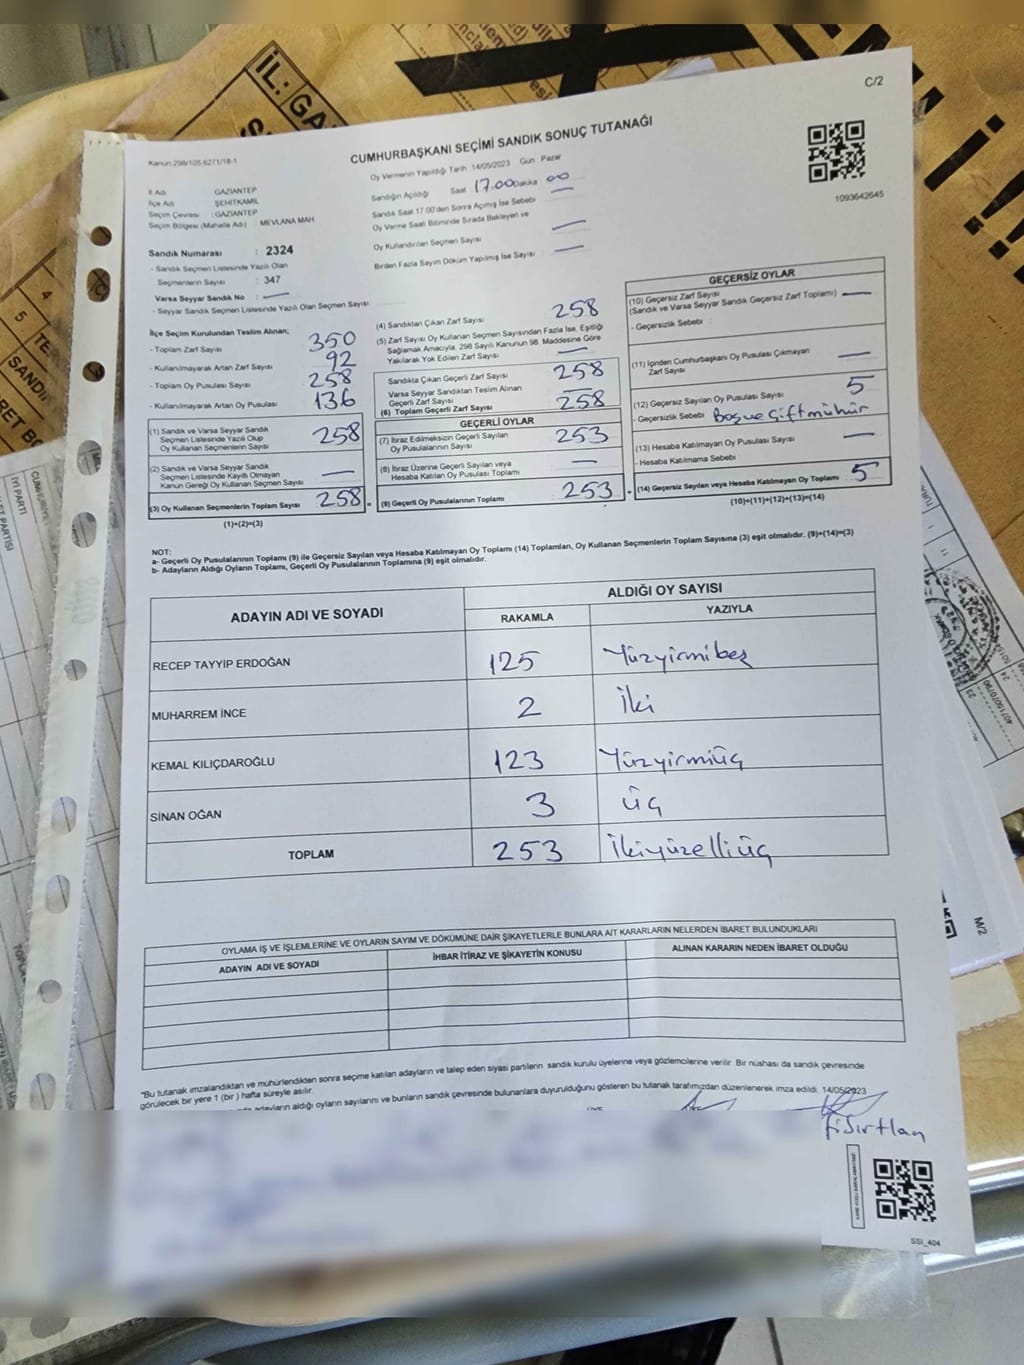 C/2
CUMHURBAŞKANI SEÇİMİ SANDIK SONUÇ TUTANAĞI
Kanun:298/105 6271/18-1
Oy Vermenin Yapıldığı Tarih 14/05/2023 Gün Pazar
İl Adı GAZİANTEP
İlçe Adı ŞEHİTKAMİL
Seçim Çevresi : GAZİANTEP
Seçim Bölgesi (Mahalle Adı) MEVLANA MAH.
Sandığın Açıldığı Saat 17.00 Dakika 00
Sandık Saat 17:00'den Sonra Açılmış İse Sebebi
Oy Verme Saati Bitiminde Sırada Bekleyen ve
Oy Kullandırılan Seçmen Sayısı
Birden Fazla Sayım Döküm Yapılmış İse Sayısı
1093642645
Sandık Numarası : 2324
- Sandık Seçmen Listesinde Yazılı Olan
Seçmenlerin Sayısı : 347
Varsa Seyyar Sandık No :
- Seyyar Sandık Seçmen Listesinde Yazılı Olan Seçmen Sayısı
İlçe Seçim Kurulundan Teslim Alınan;
- Toplam Zarf Sayısı 350
- Kullanılmayarak Artan Zarf Sayısı 92
- Toplam Oy Pusulası Sayısı 258
- Kullanılmayarak Artan Oy Pusulası 136
(1) Sandık ve Varsa Seyyar Sandık
Seçmen Listesinde Yazılı Olup
Oy Kullanan Seçmenlerin Sayısı 258
(2) Sandık ve Varsa Seyyar Sandık
Seçmen Listesinde Kayıtlı Olmayan
Kanun Gereği Oy Kullanan Seçmen Sayısı
(3) Oy Kullanan Seçmenlerin Toplam Sayısı 258
(1)+(2)=(3)
(4) Sandıktan Çıkan Zarf Sayısı 258
(5) Zarf Sayısı Oy Kullanan Seçmen Sayısından Fazla İse, Eşitliği
Sağlamak Amacıyla, 298 Sayılı Kanunun 98. Maddesine Göre
Yakılarak Yok Edilen Zarf Sayısı
Sandıkta Çıkan Geçerli Zarf Sayısı 258
Varsa Seyyar Sandıktan Teslim Alınan
Geçerli Zarf Sayısı
(6) Toplam Geçerli Zarf Sayısı 258
GEÇERLİ OYLAR
(7) İtiraz Edilmeksizin Geçerli Sayılan
Oy Pusulalarının Sayısı 253
(8) İtiraz Üzerine Geçerli Sayılan veya
Hesaba Katılan Oy Pusulası Toplamı
(9) Geçerli Oy Pusulalarının Toplamı 253
GEÇERSİZ OYLAR
(10) Geçersiz Zarf Sayısı
(Sandık ve Varsa Seyyar Sandık Geçersiz Zarf Toplamı)
- Geçersizlik Sebebi :
(11) İçinden Cumhurbaşkanı Oy Pusulası Çıkmayan
Zarf Sayısı
(12) Geçersiz Sayılan Oy Pusulası Sayısı 5
- Geçersizlik Sebebi Boş ve Çift mühür
(13) Hesaba Katılmayan Oy Pusulası Sayısı
- Hesaba Katılmama Sebebi
(14) Geçersiz Sayılan veya Hesaba Katılmayan Oy Toplamı 5
(10)+(11)+(12)+(13)=(14)
NOT:
a- Geçerli Oy Pusulalarının Toplamı (9) ile Geçersiz Sayılan veya Hesaba Katılmayan Oy Toplamı (14) Toplamları, Oy Kullanan Seçmenlerin Toplam Sayısına (3) eşit olmalıdır. (9)+(14)=(3)
b- Adayların Aldığı Oyların Toplamı, Geçerli Oy Pusulalarının Toplamına (9) eşit olmalıdır.
ADAYIN ADI VE SOYADI ALDIĞI OY SAYISI
RAKAMLA YAZIYLA
RECEP TAYYİP ERDOĞAN 125 Yüzyirmibeş
MUHARREM İNCE 2 İki
KEMAL KILIÇDAROĞLU 123 Yüzyirmiüç
SİNAN OĞAN 3 üç
TOPLAM 253 İkiyüzelliüç
OYLAMA İŞ VE İŞLEMLERİNE VE OYLARIN SAYIM VE DÖKÜMÜNE DAİR ŞİKAYETLERLE BUNLARA AİT KARARLARIN NELERDEN İBARET BULUNDUKLARI
ADAYIN ADI VE SOYADI İHBAR İTİRAZ VE ŞİKAYETİN KONUSU ALINAN KARARIN NEDEN İBARET OLDUĞU
"Bu tutanak imzalandıktan ve mühürlendikten sonra seçime katılan adayların ve talep eden siyasi partilerin sandık kurulu üyelerine veya gözlemcilerine verilir. Bir nüshası da sandık çevresinde
görülecek bir yere 1 (bir) hafta süreyle asılır."
adayların aldığı oyların sayılarını ve bunların sandık çevresinde bulunanlara duyurulduğunu gösteren bu tutanak tarafımızdan düzenlenerek imza edildi. 14/05/2023
SSI_404
M/2
İL: GA